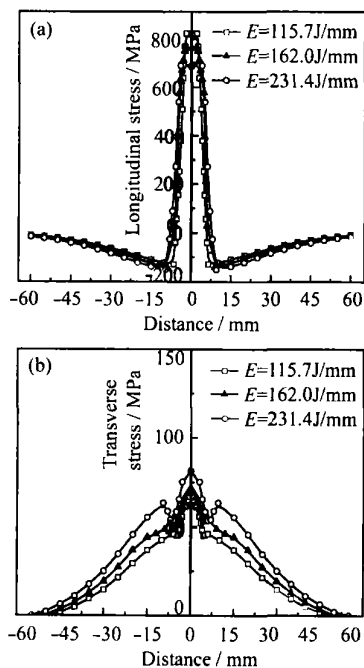 (a)
800
E=115.7J/mm
E=162.0J/mm
E=231.4J/mm
600
400
200
0
Longitudinal stress / MPa
-60 -45 -30 -15 0 15 30 45 60
Distance / mm
(b)
150
E=115.7J/mm
E=162.0J/mm
E=231.4J/mm
100
Transverse
stress / MPa
0
-60 -45 -30 -15 0 15 30 45 60
Distance / mm